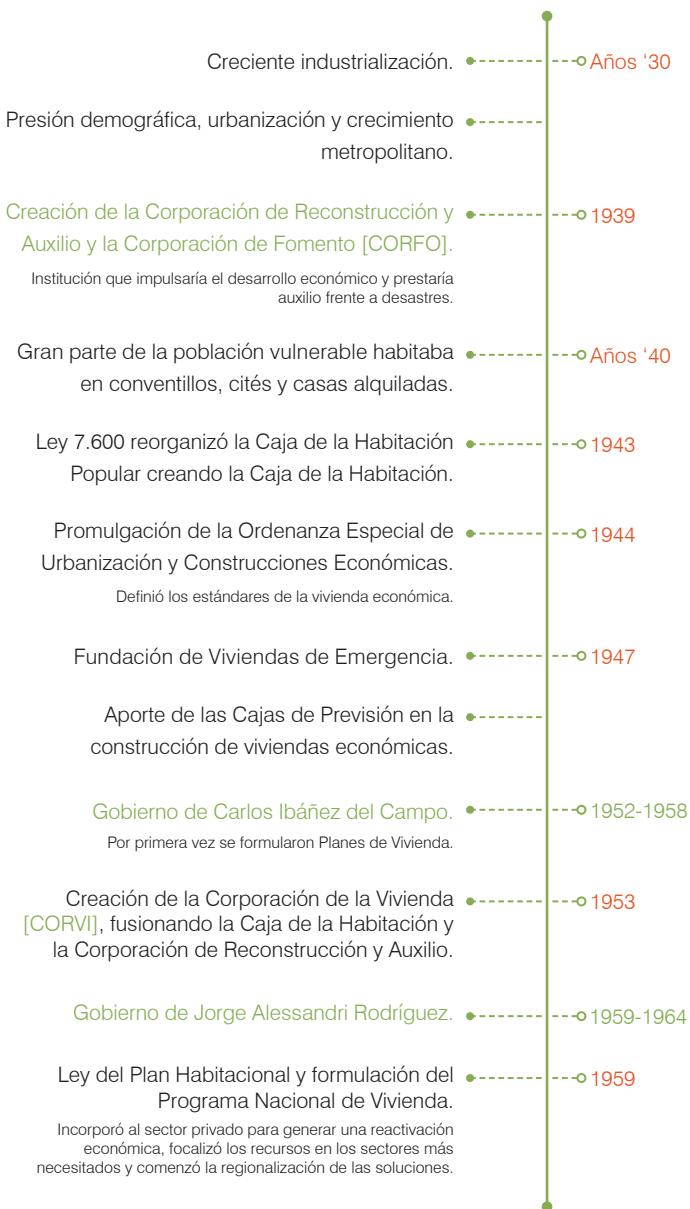 Creciente industrialización.
Años ‘30
Presión demográfica, urbanización y crecimiento
metropolitano.
Creación de la Corporación de Reconstrucción y
Auxilio y la Corporación de Fomento [CORFO].
1939
Institución que impulsaría el desarrollo económico y prestaría
auxilio frente a desastres.
Gran parte de la población vulnerable habitaba
en conventillos, cités y casas alquiladas.
Años ‘40
Ley 7.600 reorganizó la Caja de la Habitación
Popular creando la Caja de la Habitación.
1943
Promulgación de la Ordenanza Especial de
Urbanización y Construcciones Económicas.
1944
Definió los estándares de la vivienda económica.
Fundación de Viviendas de Emergencia.
1947
Aporte de las Cajas de Previsión en la
construcción de viviendas económicas.
Gobierno de Carlos Ibáñez del Campo.
1952-1958
Por primera vez se formularon Planes de Vivienda.
Creación de la Corporación de la Vivienda
[CORVI], fusionando la Caja de la Habitación y
la Corporación de Reconstrucción y Auxilio.
1953
Gobierno de Jorge Alessandri Rodríguez.
1959-1964
Ley del Plan Habitacional y formulación del
Programa Nacional de Vivienda.
1959
Incorporó al sector privado para generar una reactivación
económica, focalizó los recursos en los sectores más
necesitados y comenzó la regionalización de las soluciones.